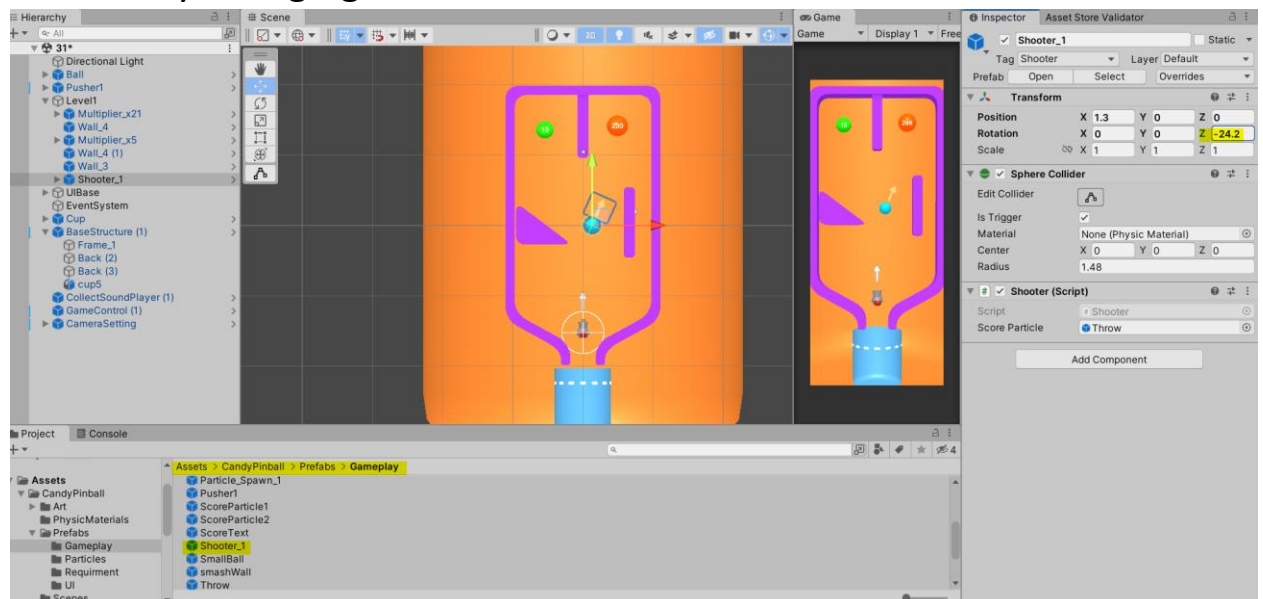 Hierarchy
All
31*
Directional Light
Ball
Pusher1
Level1
Multiplier_x21
Wall_4
Multiplier_x5
Wall_4 (1)
Wall_3
Shooter_1
UIBase
EventSystem
Cup
BaseStructure (1)
Frame_1
Back (2)
Back (3)
cup5
CollectSoundPlayer (1)
GameControl (1)
CameraSetting
Scene
2D
10
250
Game
Game Display 1 Free
10
Inspector Asset Store Validator
Shooter_1 Static
Tag Shooter Layer Default
Prefab Open Select Overrides
Transform
Position X 1.3 Y 0 Z 0
Rotation X 0 Y 0 Z -24.2
Scale X 1 Y 1 Z 1
Sphere Collider
Edit Collider
Is Trigger
Material None (Physic Material)
Center X 0 Y 0 Z 0
Radius 1.48
# Shooter (Script)
Script # Shooter
Score Particle Throw
Add Component
Project Console
4
Assets
CandyPinball
Art
PhysicMaterials
Prefabs
Gameplay
Particles
Requirment
UI
Scenes
Assets > CandyPinball > Prefabs > Gameplay
Particle_Spawn_1
Pusher1
ScoreParticle1
ScoreParticle2
ScoreText
Shooter_1
SmallBall
smashWall
Throw